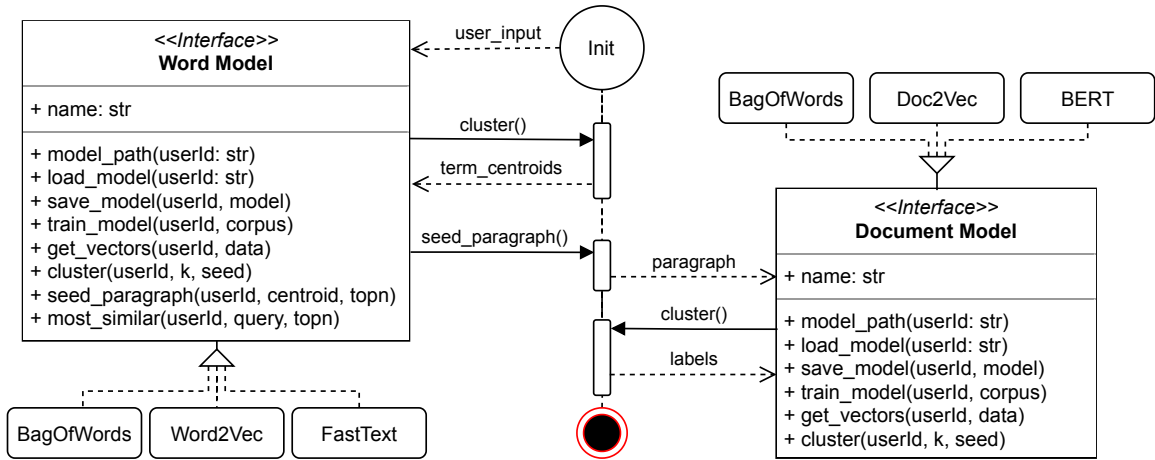 <<Interface>>
Word Model
+ name: str
+ model_path(userId: str)
+ load_model(userId: str)
+ save_model(userId, model)
+ train_model(userId, corpus)
+ get_vectors(userId, data)
+ cluster(userId, k, seed)
+ seed_paragraph(userId, centroid, topn)
+ most_similar(userId, query, topn)
BagOfWords
Word2Vec
FastText
user_input
Init
cluster()
term_centroids
seed_paragraph()
paragraph
cluster()
labels
BagOfWords
Doc2Vec
BERT
<<Interface>>
Document Model
+ name: str
+ model_path(userId: str)
+ load_model(userId: str)
+ save_model(userId, model)
+ train_model(userId, corpus)
+ get_vectors(userId, data)
+ cluster(userId, k, seed)